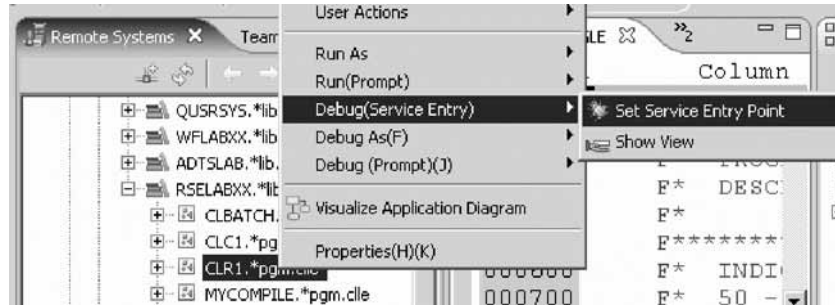 User Actions
Remote Systems
Team
2
Run As
Run(Prompt)
Column
QUSRSYS.*lib
Debug(Service Entry)
Set Service Entry Point
WFLABXX.*lib
Debug As(F)
Show View
ADTSLAB.*lib.
Debug (Prompt)(J)
RSELABXX.*lib
F* DESC
CLBATCH.
Visualize Application Diagram
F*
CLC1.*pg
F*******
Properties(H)(K)
CLR1.*pgm.clle
F* INDI
MYCOMPILE.*pgm.clle
000700
F* 50 -